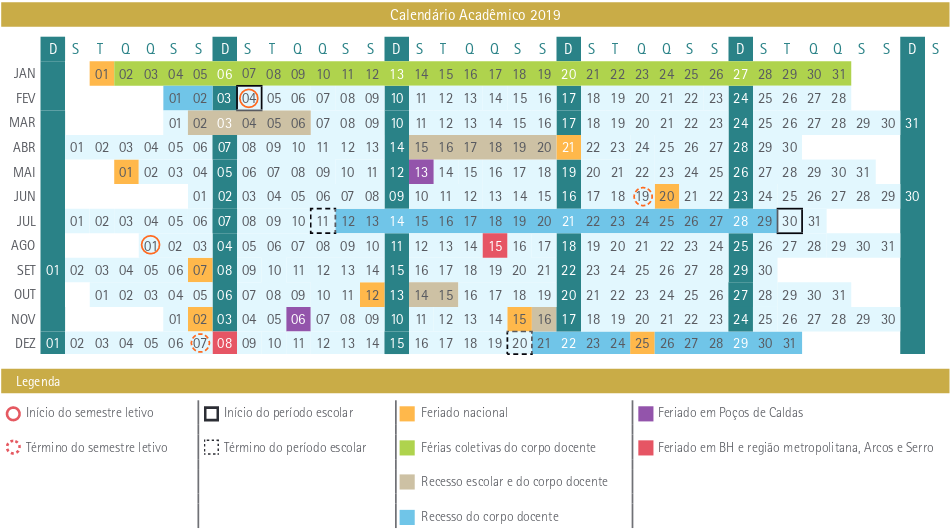 Calendário Acadêmico 2019
D S T Q Q S S D S T Q Q S S D S T Q Q S S D S T Q Q S S D S T Q Q S S D S
JAN 01 02 03 04 05 06 07 08 09 10 11 12 13 14 15 16 17 18 19 20 21 22 23 24 25 26 27 28 29 30 31
FEV 01 02 03 04 05 06 07 08 09 10 11 12 13 14 15 16 17 18 19 20 21 22 23 24 25 26 27 28
MAR 01 02 03 04 05 06 07 08 09 10 11 12 13 14 15 16 17 18 19 20 21 22 23 24 25 26 27 28 29 30 31
ABR 01 02 03 04 05 06 07 08 09 10 11 12 13 14 15 16 17 18 19 20 21 22 23 24 25 26 27 28 29 30
MAI 01 02 03 04 05 06 07 08 09 10 11 12 13 14 15 16 17 18 19 20 21 22 23 24 25 26 27 28 29 30 31
JUN 01 02 03 04 05 06 07 08 09 10 11 12 13 14 15 16 17 18 19 20 21 22 23 24 25 26 27 28 29 30
JUL 01 02 03 04 05 06 07 08 09 10 11 12 13 14 15 16 17 18 19 20 21 22 23 24 25 26 27 28 29 30 31
AGO 01 02 03 04 05 06 07 08 09 10 11 12 13 14 15 16 17 18 19 20 21 22 23 24 25 26 27 28 29 30 31
SET 01 02 03 04 05 06 07 08 09 10 11 12 13 14 15 16 17 18 19 20 21 22 23 24 25 26 27 28 29 30
OUT 01 02 03 04 05 06 07 08 09 10 11 12 13 14 15 16 17 18 19 20 21 22 23 24 25 26 27 28 29 30 31
NOV 01 02 03 04 05 06 07 08 09 10 11 12 13 14 15 16 17 18 19 20 21 22 23 24 25 26 27 28 29 30
DEZ 01 02 03 04 05 06 07 08 09 10 11 12 13 14 15 16 17 18 19 20 21 22 23 24 25 26 27 28 29 30 31
Legenda
Início do semestre letivo
Término do semestre letivo
Início do período escolar
Término do período escolar
Feriado nacional
Férias coletivas do corpo docente
Recesso escolar e do corpo docente
Recesso do corpo docente
Feriado em Poços de Caldas
Feriado em BH e região metropolitana, Arcos e Serro